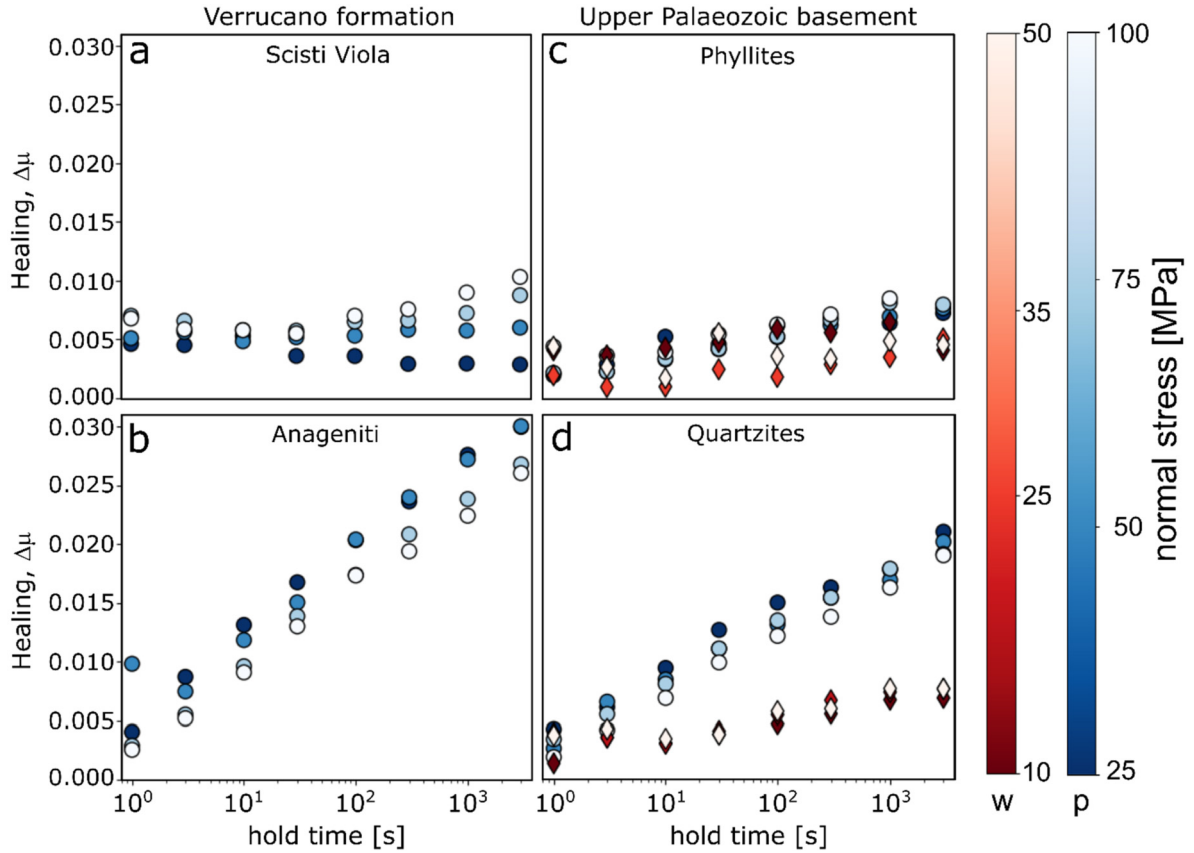 Verrucano formation
Upper Palaeozoic basement
a
Scisti Viola
Healing, Δμ
0.030
0.025
0.020
0.015
0.010
0.005
0.000
c
Phyllites
b
Anageniti
Healing, Δμ
0.030
0.025
0.020
0.015
0.010
0.005
0.000
10⁰
10¹
10²
10³
hold time [s]
d
Quartzites
10⁰
10¹
10²
10³
hold time [s]
50
35
25
10
w
100
75
50
25
p
normal stress [MPa]